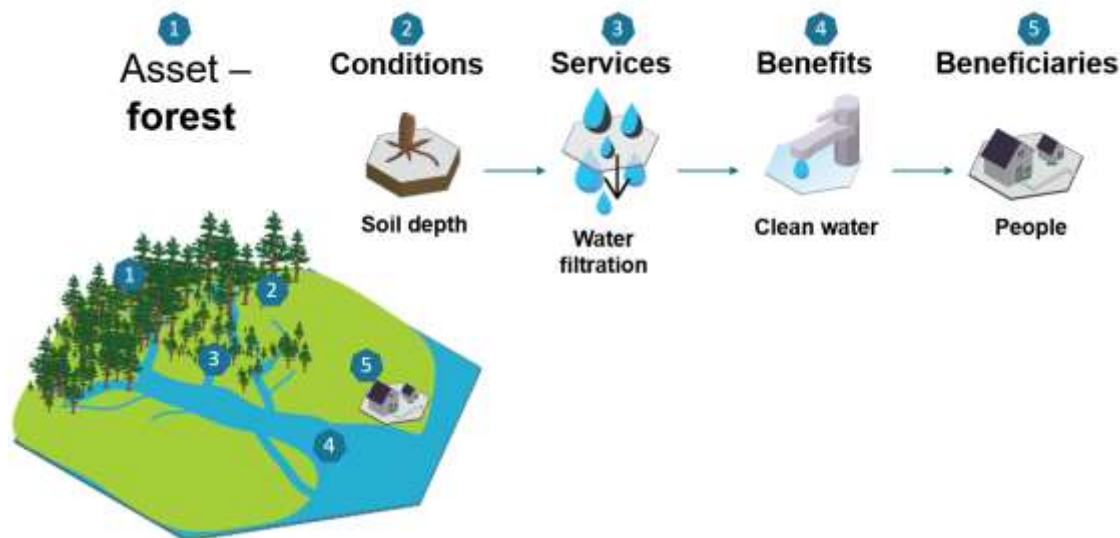 1
Asset –
forest
2
Conditions
Soil depth
3
Services
Water
filtration
4
Benefits
Clean water
5
Beneficiaries
People
1
2
3
5
4